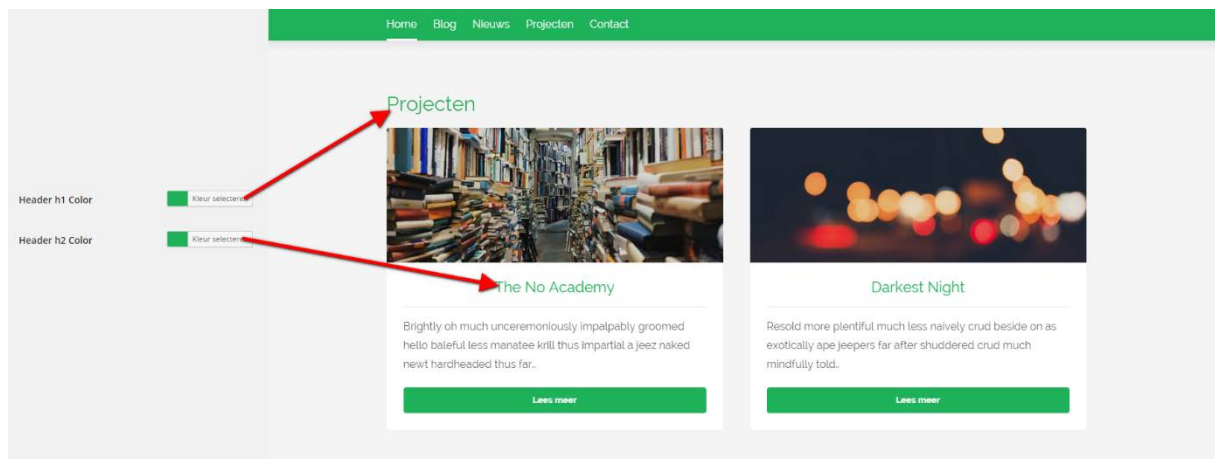 Home Blog Nieuws Projecten Contact
Projecten
Header h1 Color
Kleur selecteren
Header h2 Color
Kleur selecteren
The No Academy
Brightly oh much unceremoniously impalpably groomed
hello baleful less manatee krill thus impartial a jeez naked
newt hardheaded thus far..
Lees meer
Darkest Night
Resold more plentiful much less naively crud beside on as
exotically ape jeepers far after shuddered crud much
mindfully told..
Lees meer